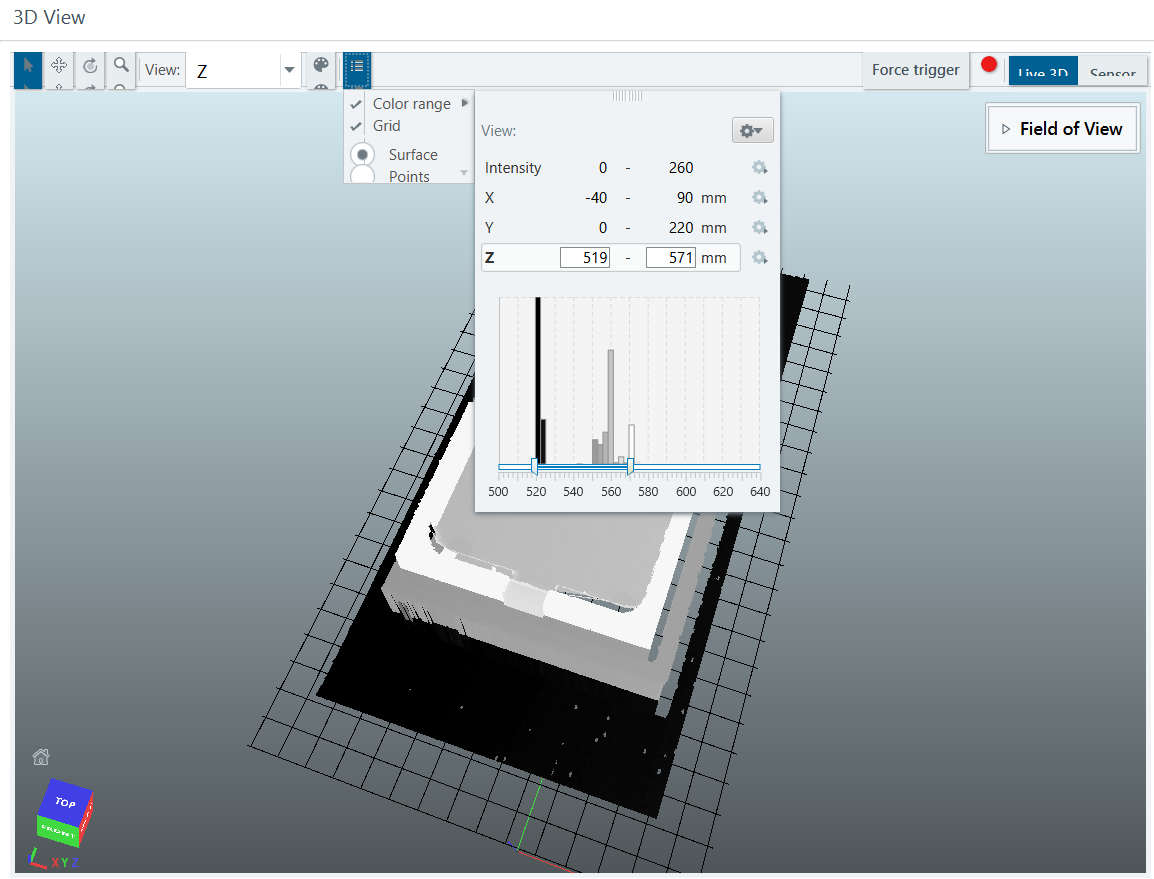 3D View
View: Z
Force trigger
Live 3D
Sensor
Color range
Grid
Surface
Points
View:
Field of View
Intensity 0 - 260
X -40 - 90 mm
Y 0 - 220 mm
Z 519 - 571 mm
500 520 540 560 580 600 620 640
TOP
FRONT
X Y Z